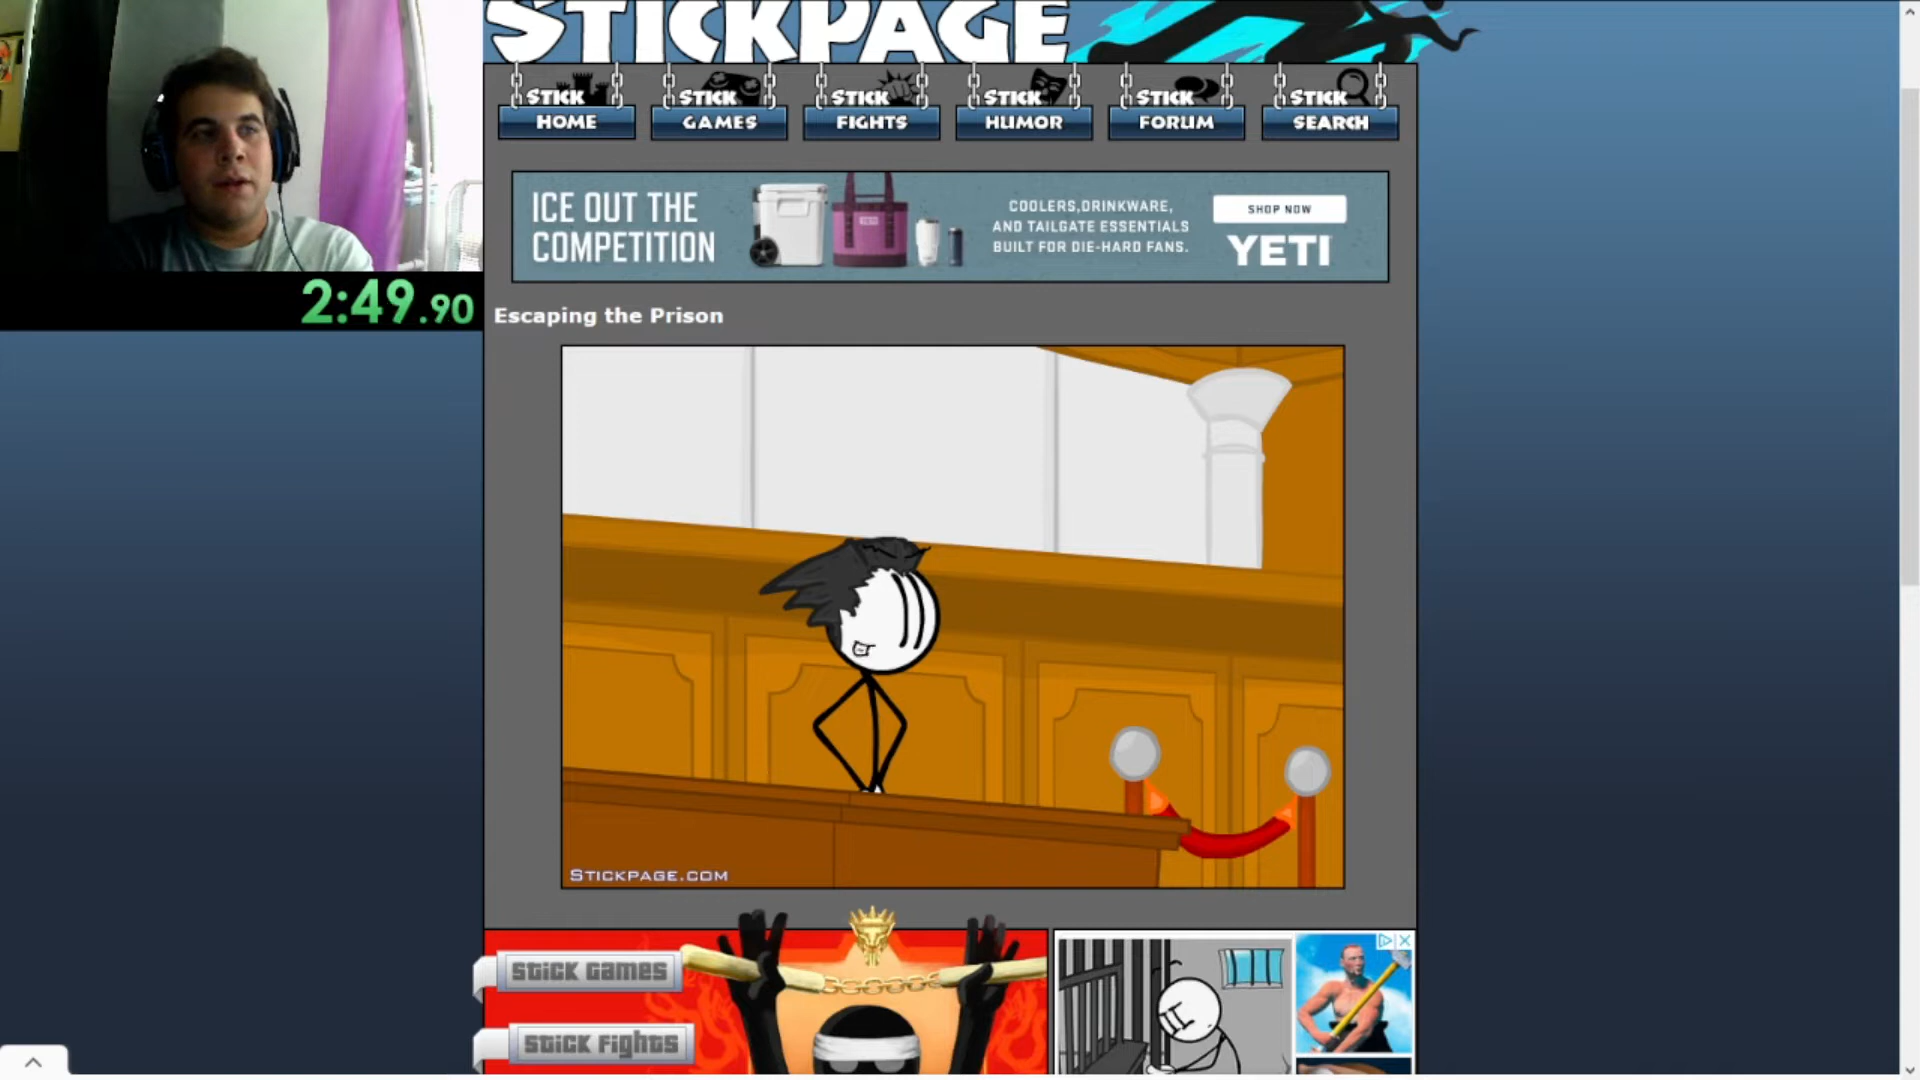 STICKPAGE
STICK HOME
STICK GAMES
STICK FIGHTS
STICK HUMOR
STICK FORUM
STICK SEARCH
ICE OUT THE
COMPETITION
COOLERS,DRINKWARE,
AND TAILGATE ESSENTIALS
BUILT FOR DIE-HARD FANS.
SHOP NOW
YETI
2:49.90
Escaping the Prison
STICKPAGE.COM
STICK GAMES
STICK FIGHTS